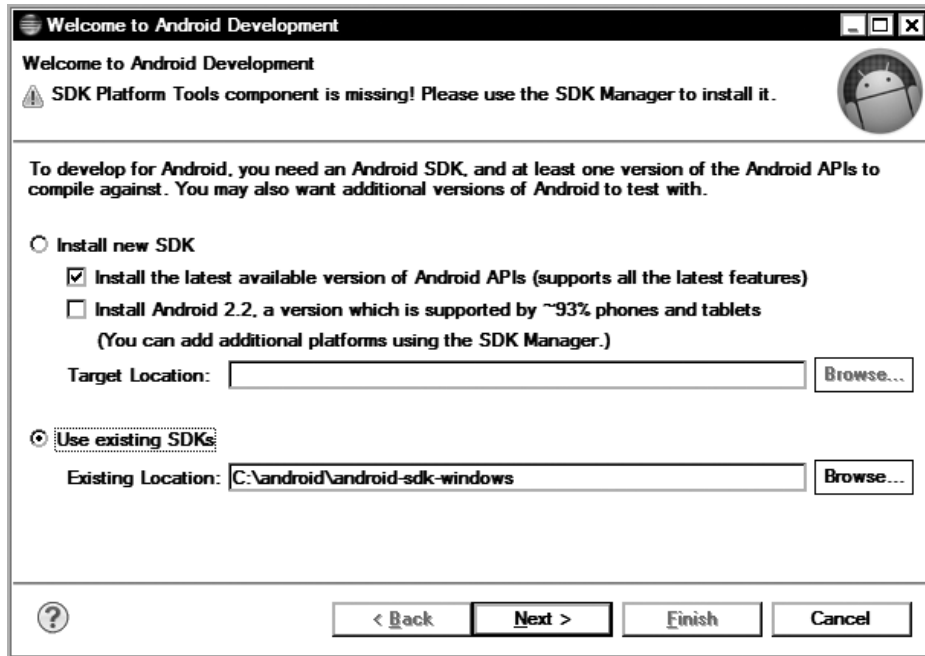 Welcome to Android Development
Welcome to Android Development
SDK Platform Tools component is missing! Please use the SDK Manager to install it.
To develop for Android, you need an Android SDK, and at least one version of the Android APIs to
compile against. You may also want additional versions of Android to test with.
Install new SDK
Install the latest available version of Android APIs (supports all the latest features)
Install Android 2.2, a version which is supported by ~93% phones and tablets
(You can add additional platforms using the SDK Manager.)
Target Location: Browse...
Use existing SDKs
Existing Location: C:\android\android-sdk-windows Browse...
? < Back Next > Finish Cancel